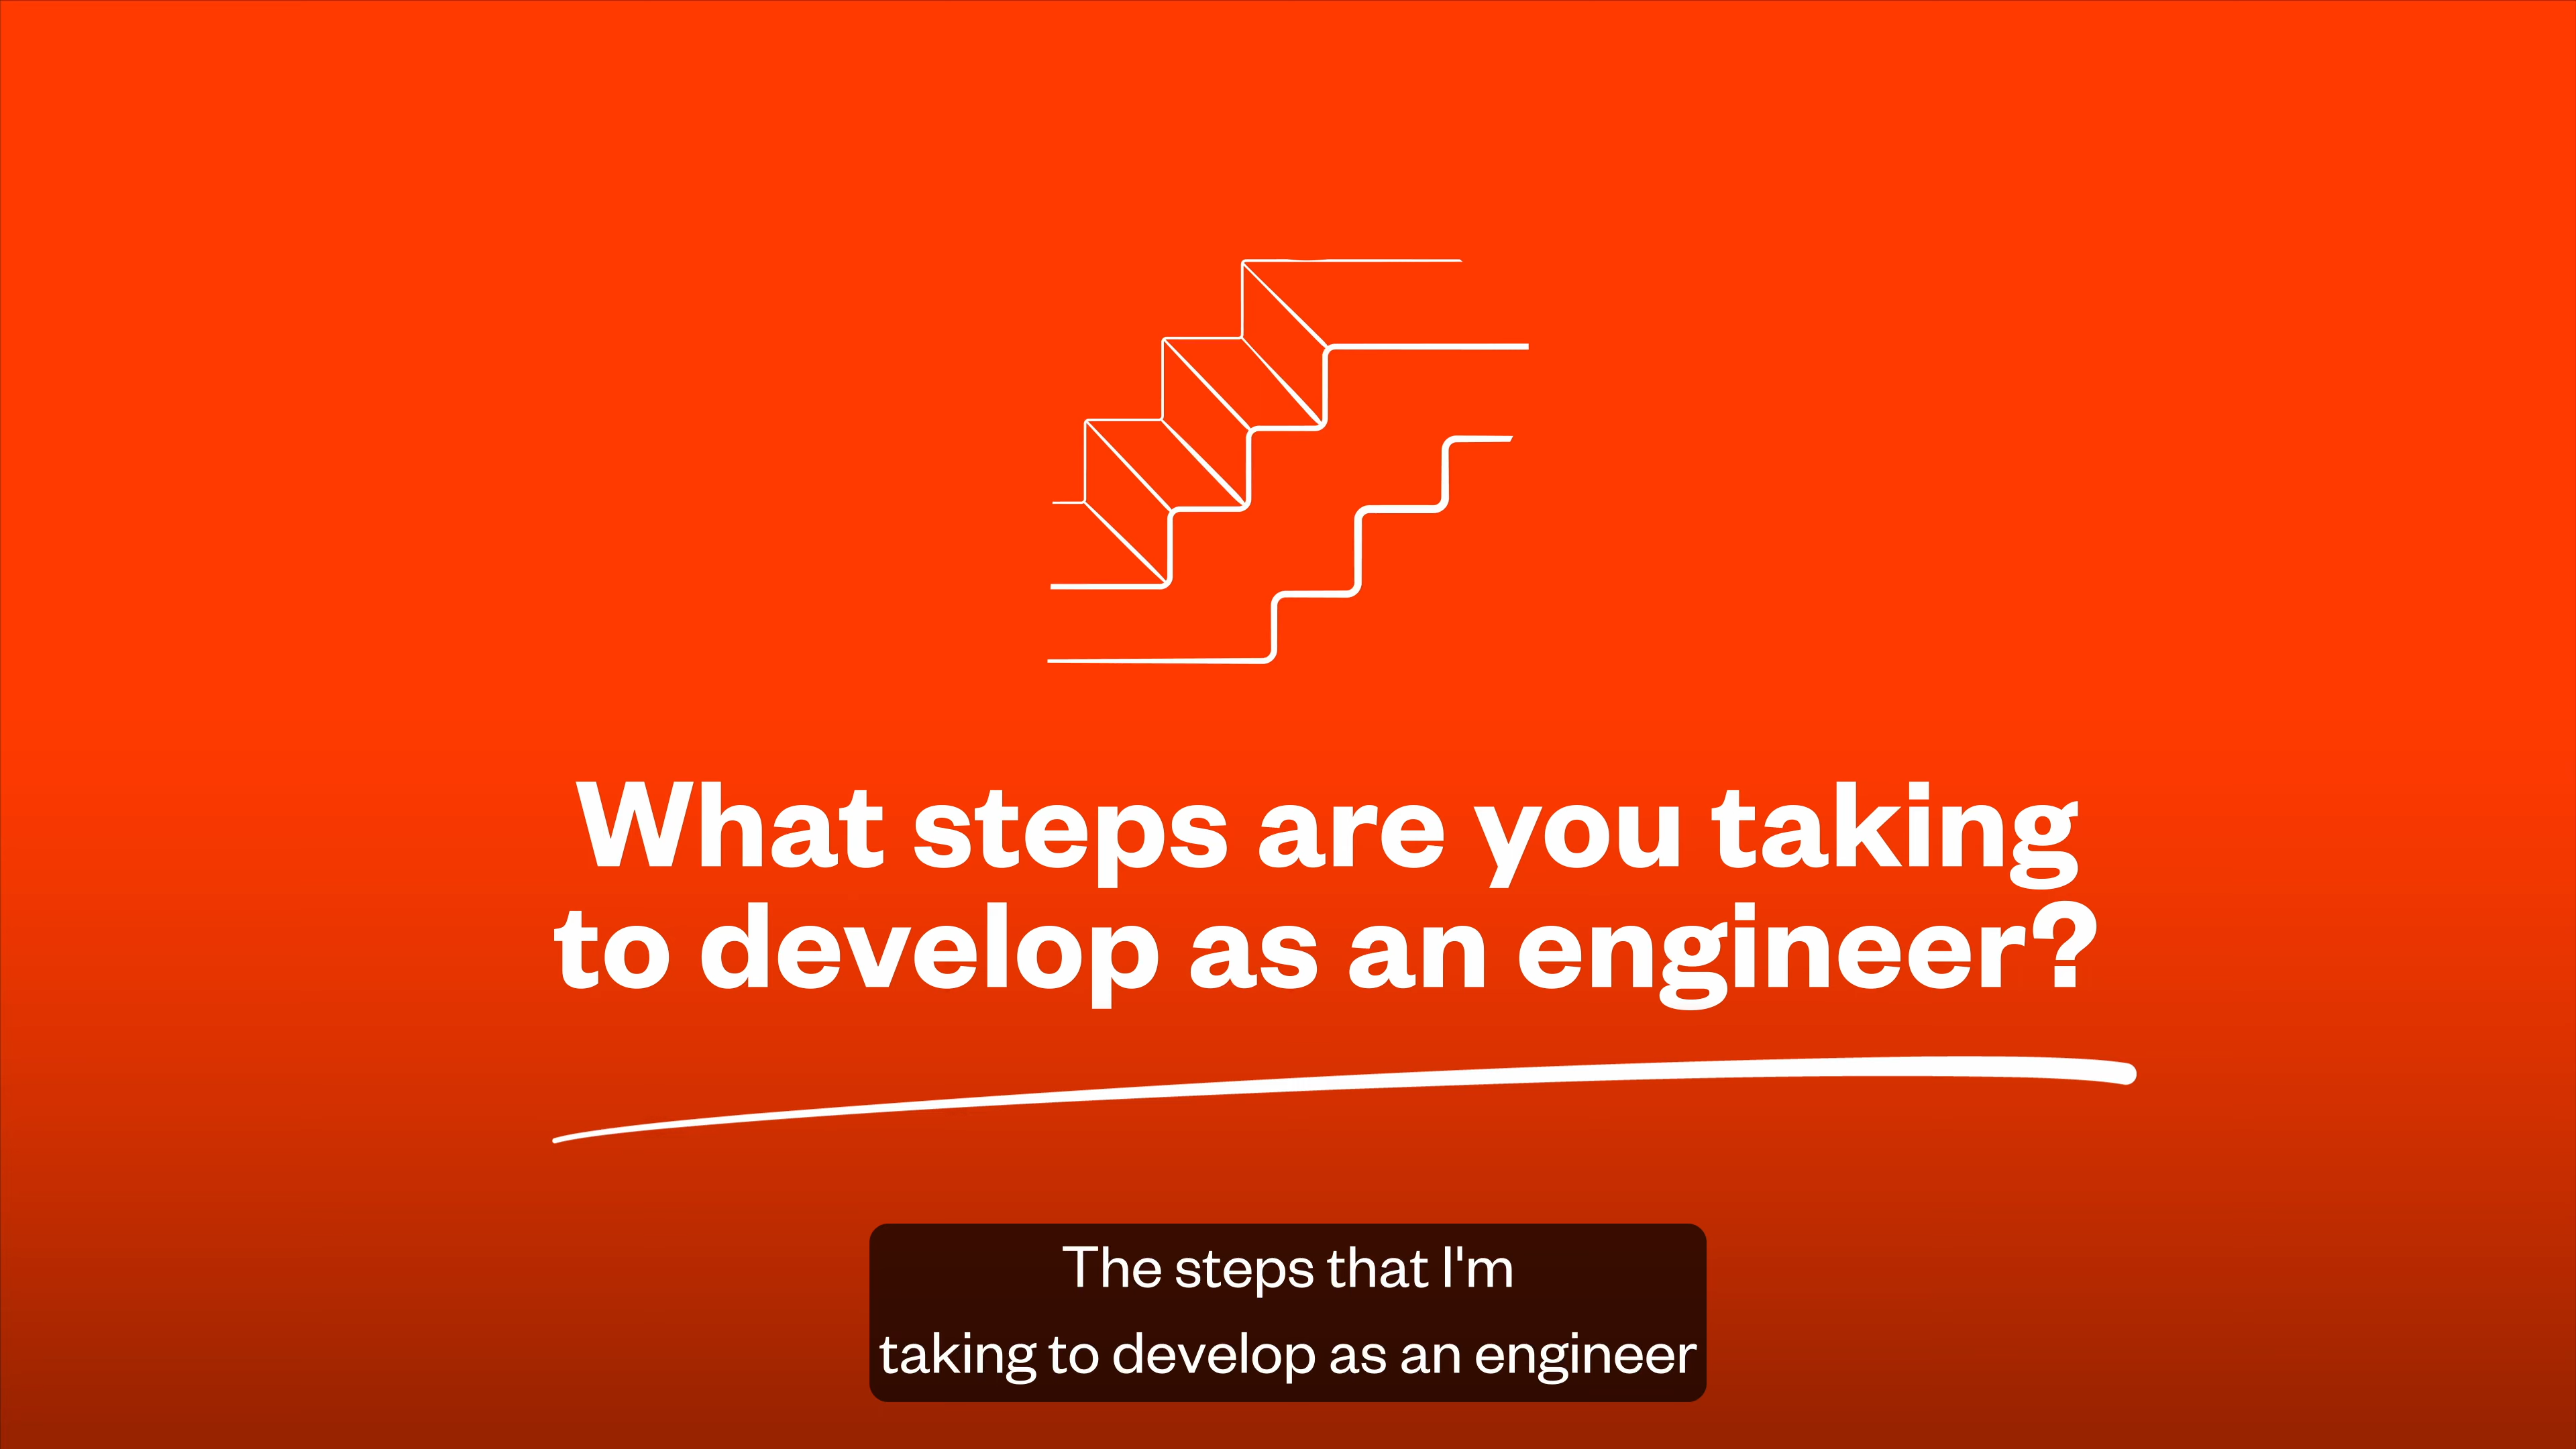 What steps are you taking
to develop as an engineer?
The steps that I'm
taking to develop as an engineer